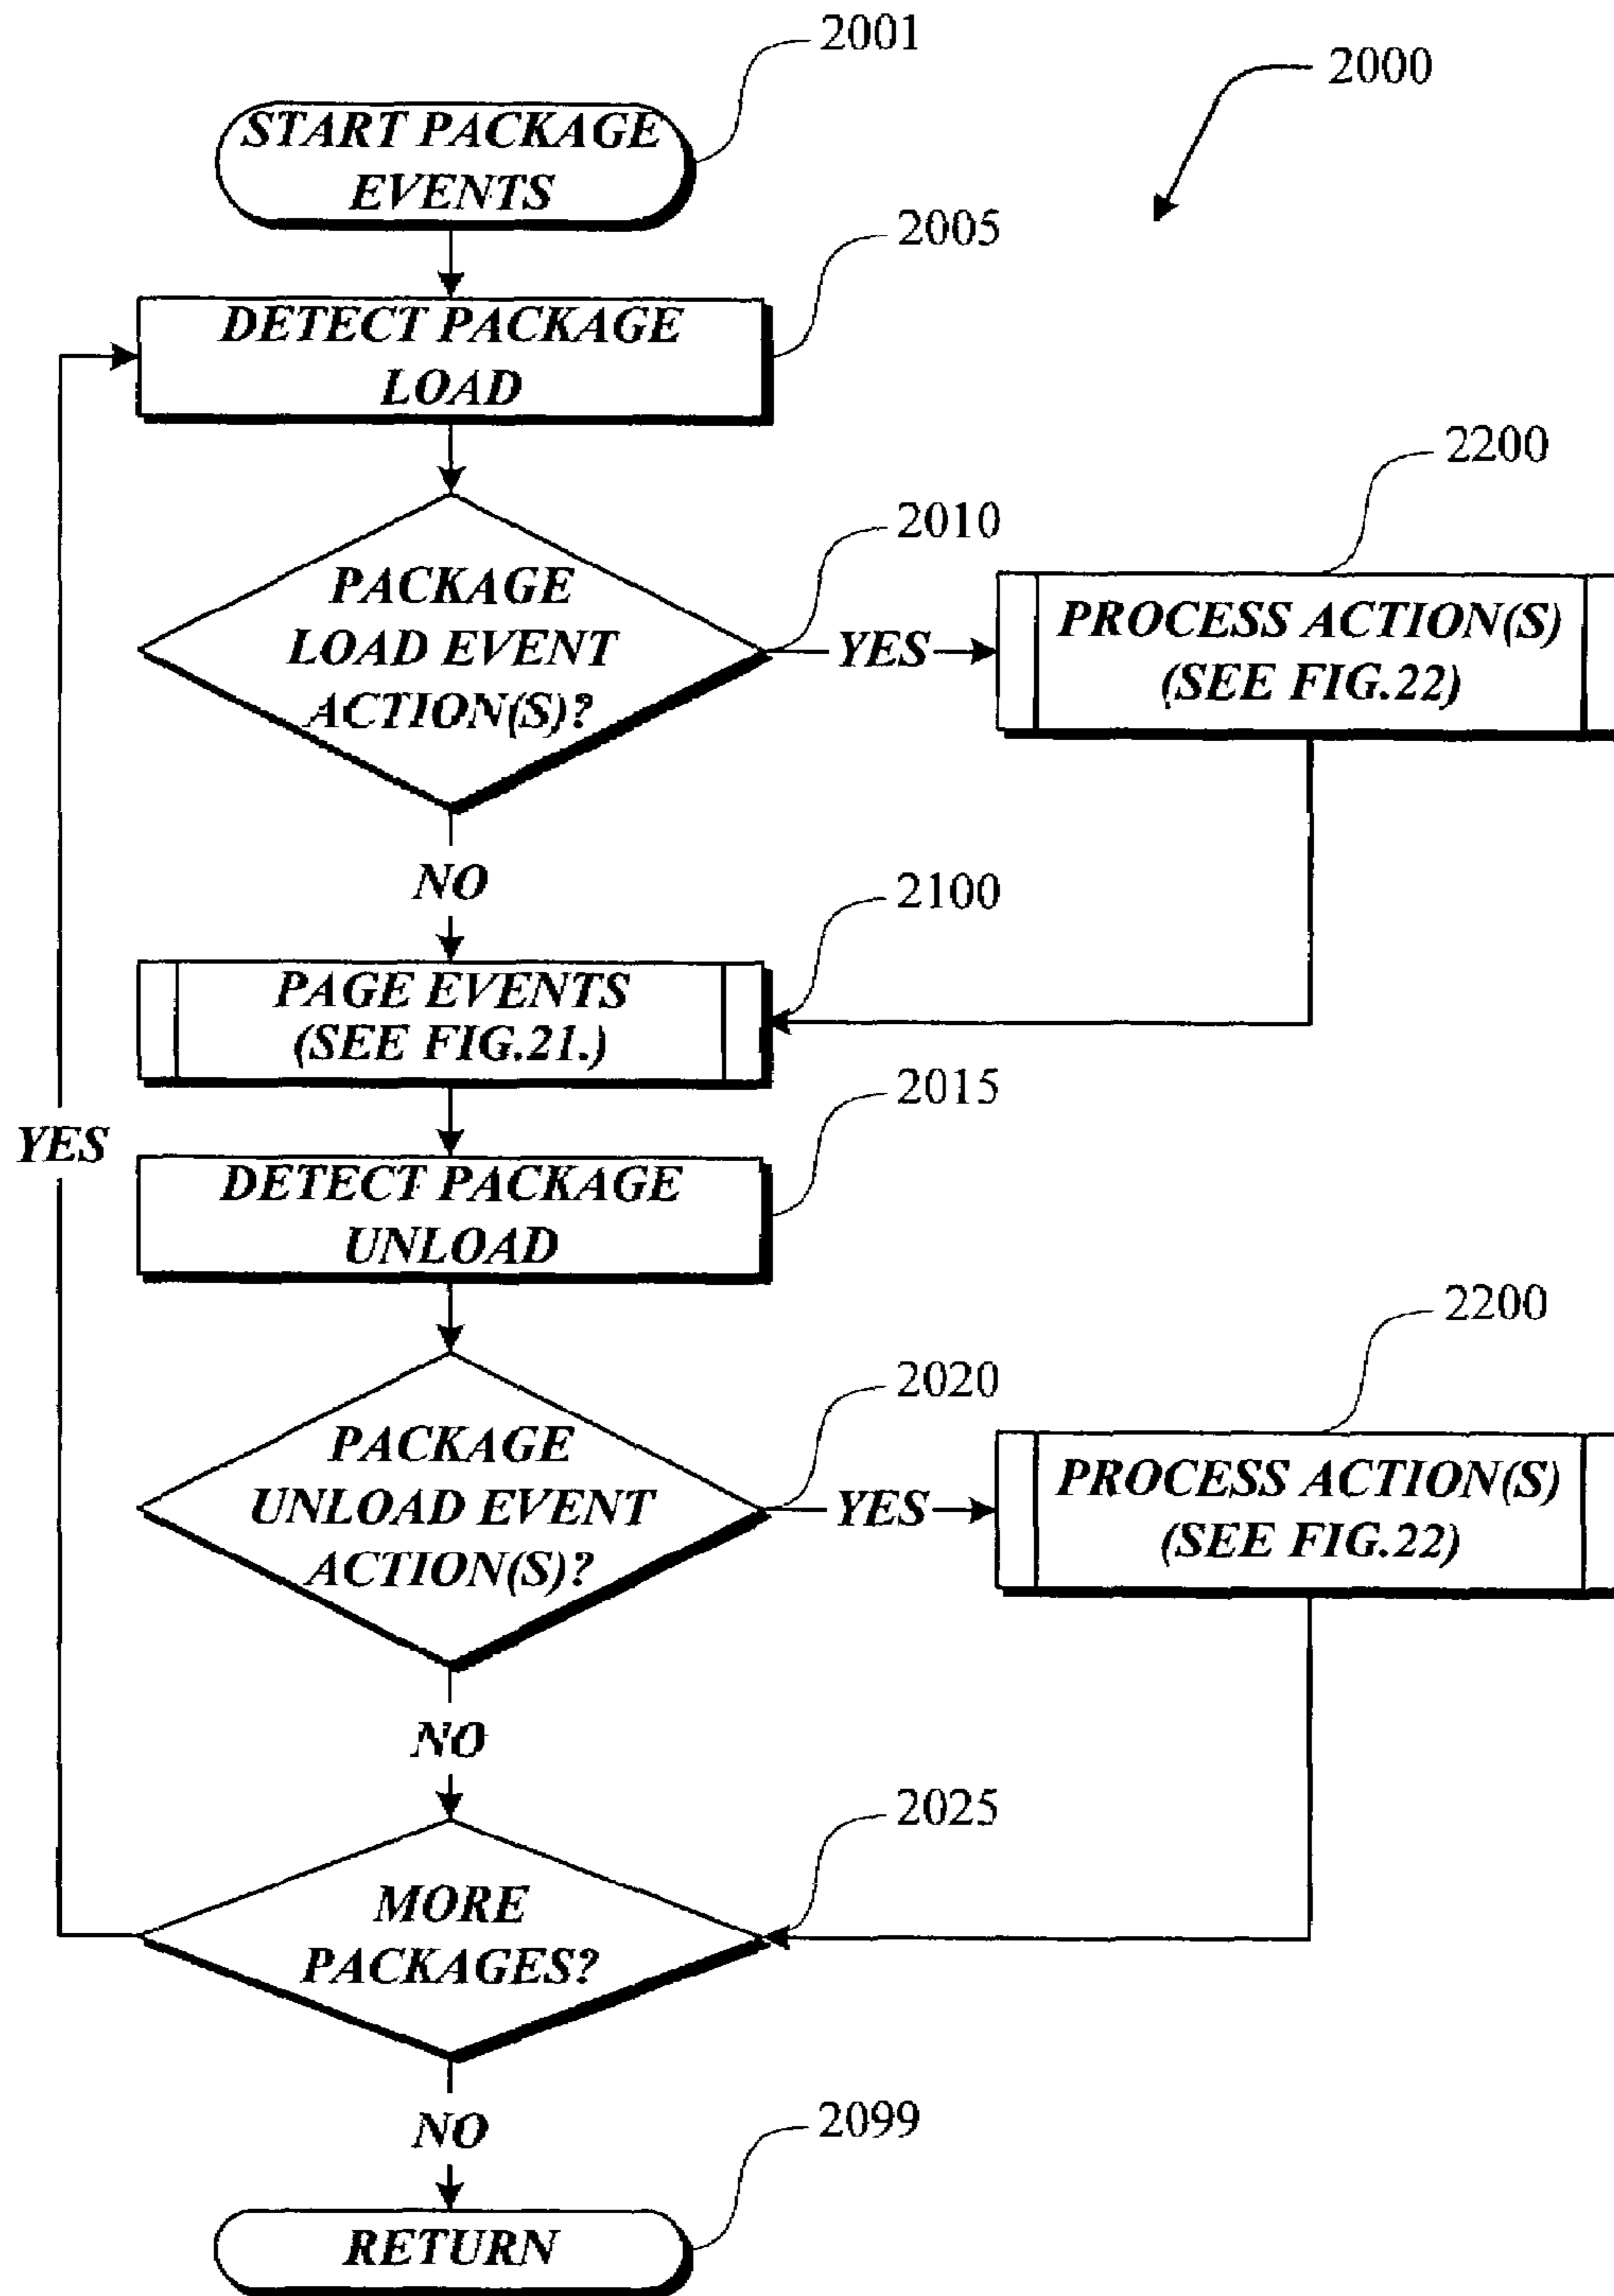 2001
2000
START PACKAGE
EVENTS
2005
DETECT PACKAGE
LOAD
2200
2010
PACKAGE
LOAD EVENT
ACTION(S)?
YES
PROCESS ACTION(S)
(SEE FIG.22)
NO
2100
PAGE EVENTS
(SEE FIG.21.)
2015
YES
DETECT PACKAGE
UNLOAD
2200
2020
PACKAGE
UNLOAD EVENT
ACTION(S)?
YES
PROCESS ACTION(S)
(SEE FIG.22)
NO
2025
MORE
PACKAGES?
NO
2099
RETURN